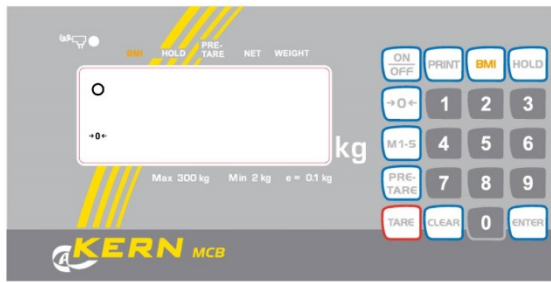 BMI HOLD PRE-TARE NET WEIGHT
→0←
kg
Max 300 kg Min 2 kg e = 0.1 kg
KERN MCB
ON OFF PRINT BMI HOLD
→0← 1 2 3
M1-5 4 5 6
PRE-TARE 7 8 9
TARE CLEAR 0 ENTER